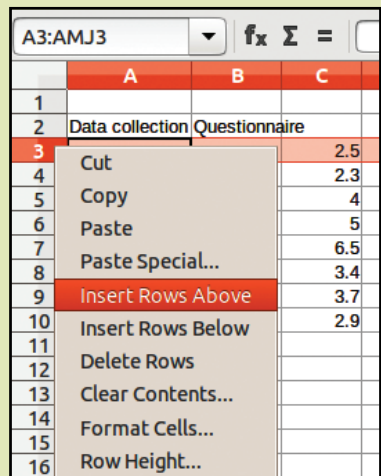 A3:AMJ3 fx Σ =
A B C
1
2 Data collection Questionnaire
3 2.5
Cut
4 2.3
Copy
5 4
6 Paste 5
7 6.5
Paste Special...
8 3.4
9 Insert Rows Above 3.7
10 Insert Rows Below 2.9
11
Delete Rows
12
13 Clear Contents...
14
Format Cells...
15
16 Row Height...